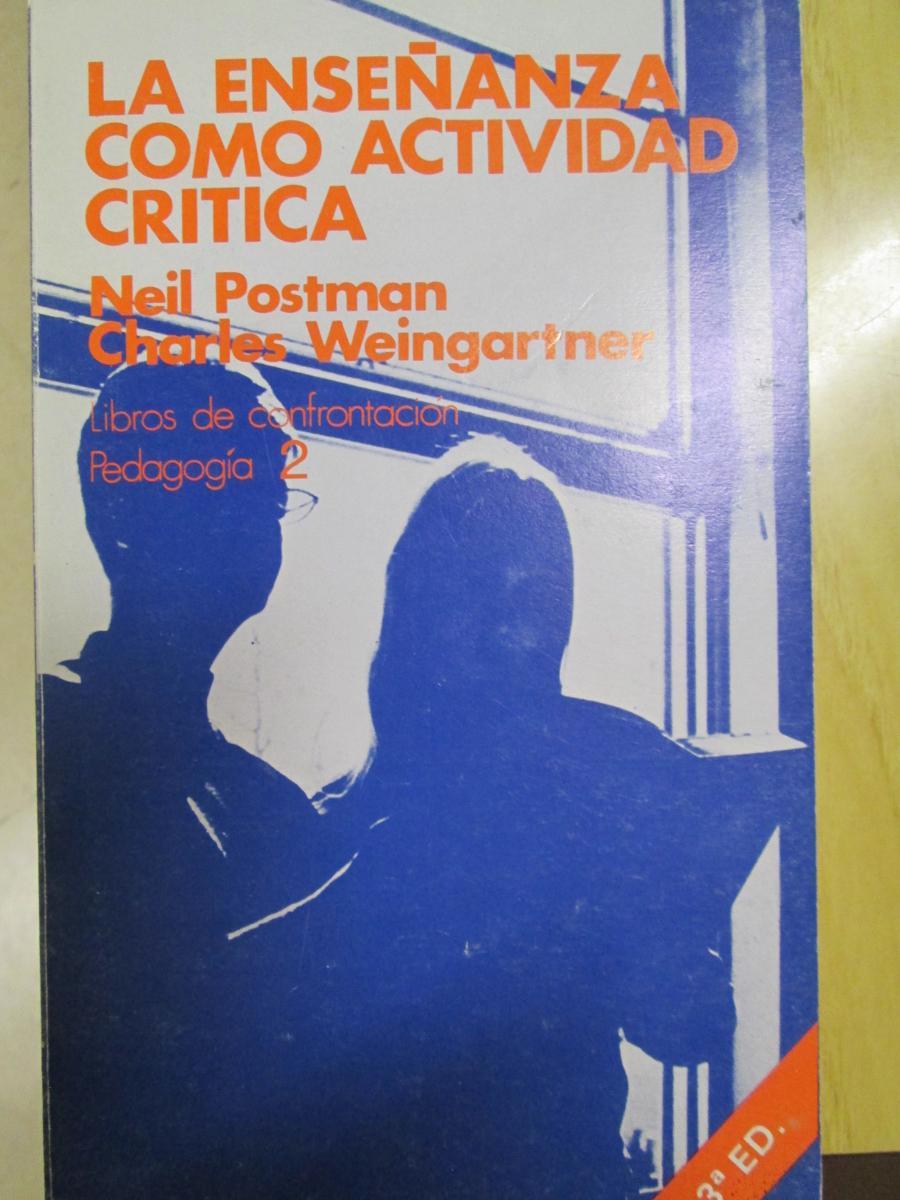 LA ENSEÑANZA
COMO ACTIVIDAD
CRITICA
Neil Postman
Charles Weingartner
Libros de confrontación
Pedagogía 2
3ª ED.